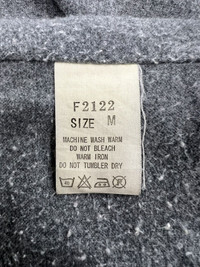 F2122
SIZE M
MACHINE WASH WARM
DO NOT BLEACH
WARM IRON
DO NOT TUMBLER DRY